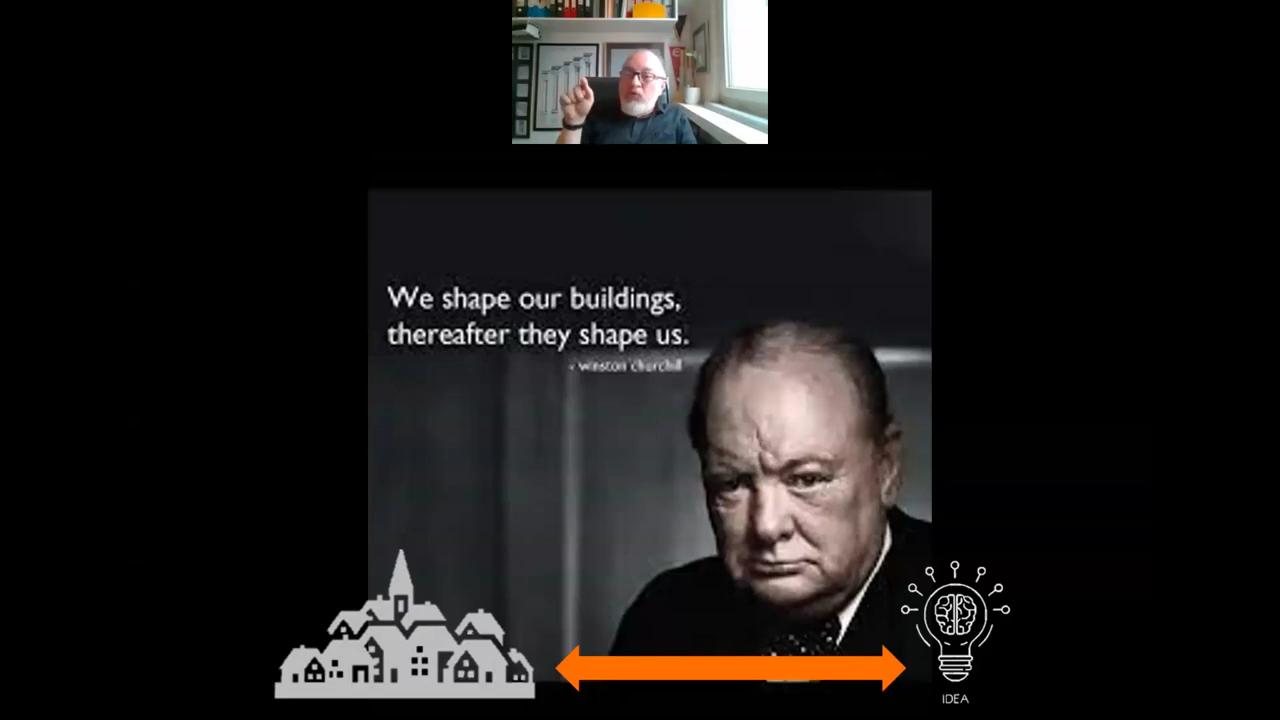 We shape our buildings,
thereafter they shape us.
- winston churchill
IDEA